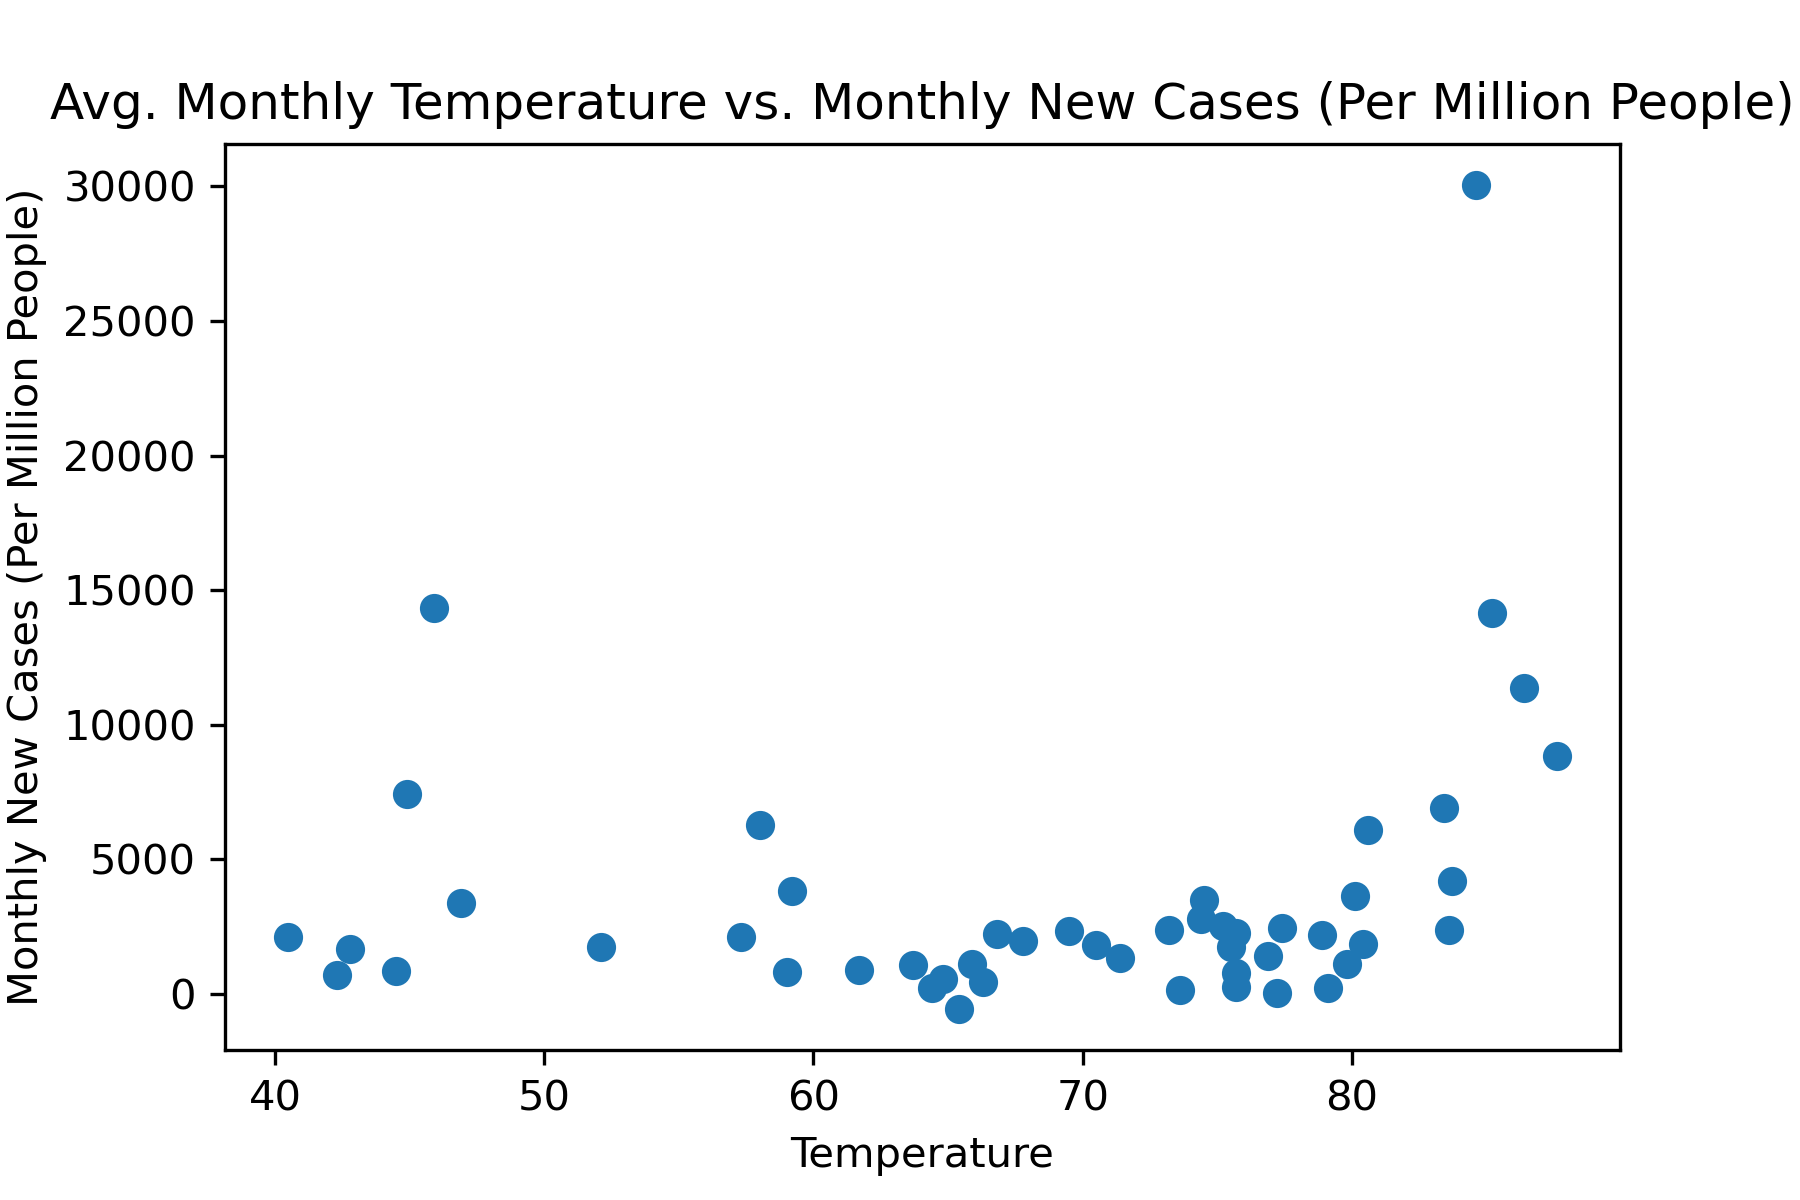 Avg. Monthly Temperature vs. Monthly New Cases (Per Million People)
Monthly New Cases (Per Million People)
30000
25000
20000
15000
10000
5000
0
40 50 60 70 80
Temperature